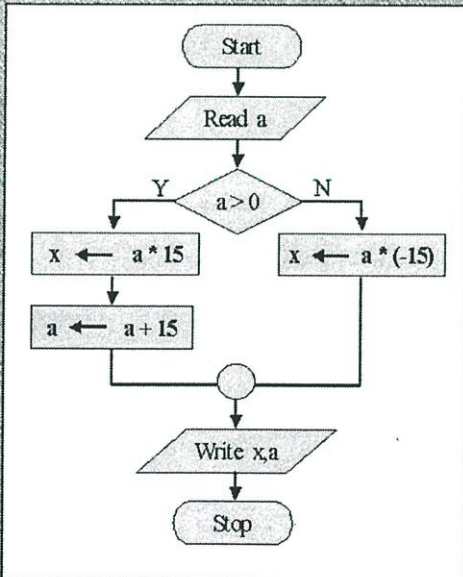 Start
Read a
Y
N
a > 0
x ← a * 15
x ← a * (-15)
a ← a + 15
Write x,a
Stop